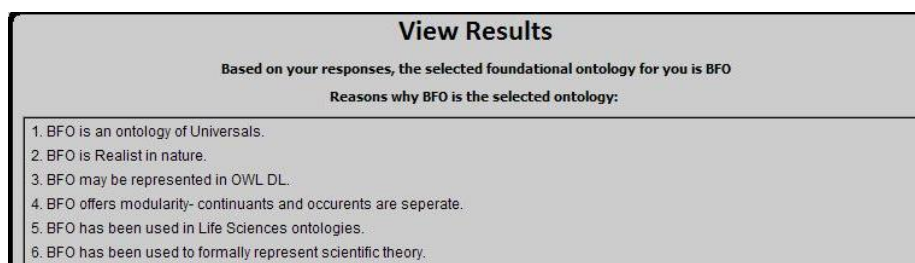 View Results
Based on your responses, the selected foundational ontology for you is BFO
Reasons why BFO is the selected ontology:
1. BFO is an ontology of Universals.
2. BFO is Realist in nature.
3. BFO may be represented in OWL DL.
4. BFO offers modularity- continuants and occurents are seperate.
5. BFO has been used in Life Sciences ontologies.
6. BFO has been used to formally represent scientific theory.